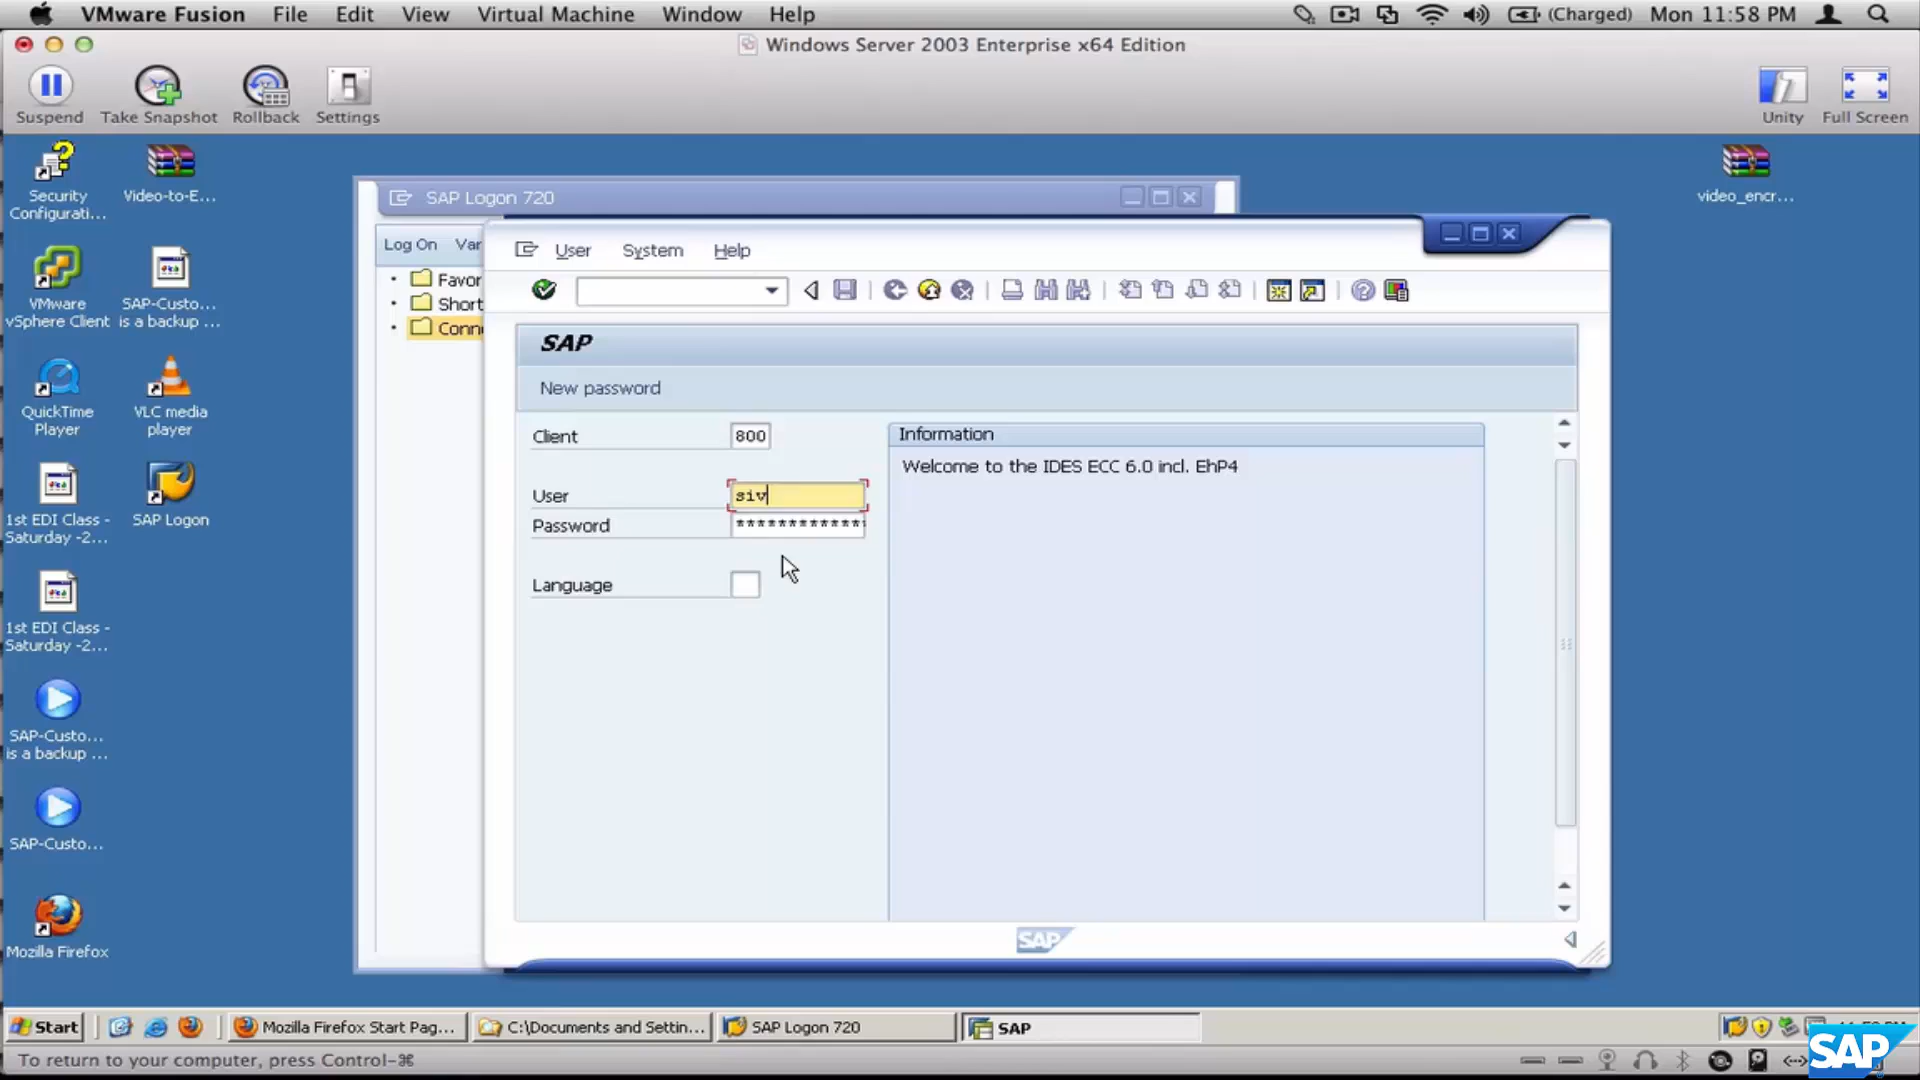 VMware Fusion File Edit View Virtual Machine Window Help (Charged) Mon 11:58 PM
Windows Server 2003 Enterprise x64 Edition
Suspend Take Snapshot Rollback Settings Unity Full Screen
Security Configurati...
Video-to-E...
video_encr...
VMware vSphere Client
SAP-Custo... is a backup ...
QuickTime Player
VLC media player
1st EDI Class - Saturday -2...
SAP Logon
1st EDI Class - Saturday -2...
SAP-Custo... is a backup ...
SAP-Custo...
Mozilla Firefox
SAP Logon 720
Log On Var
Favor
Short
Conn
User System Help
SAP
New password
Client 800
User siv
Password *************
Language
Information
Welcome to the IDES ECC 6.0 incl. EhP4
SAP
Start Mozilla Firefox Start Pag... C:\Documents and Settin... SAP Logon 720 SAP
To return to your computer, press Control-⌘
SAP